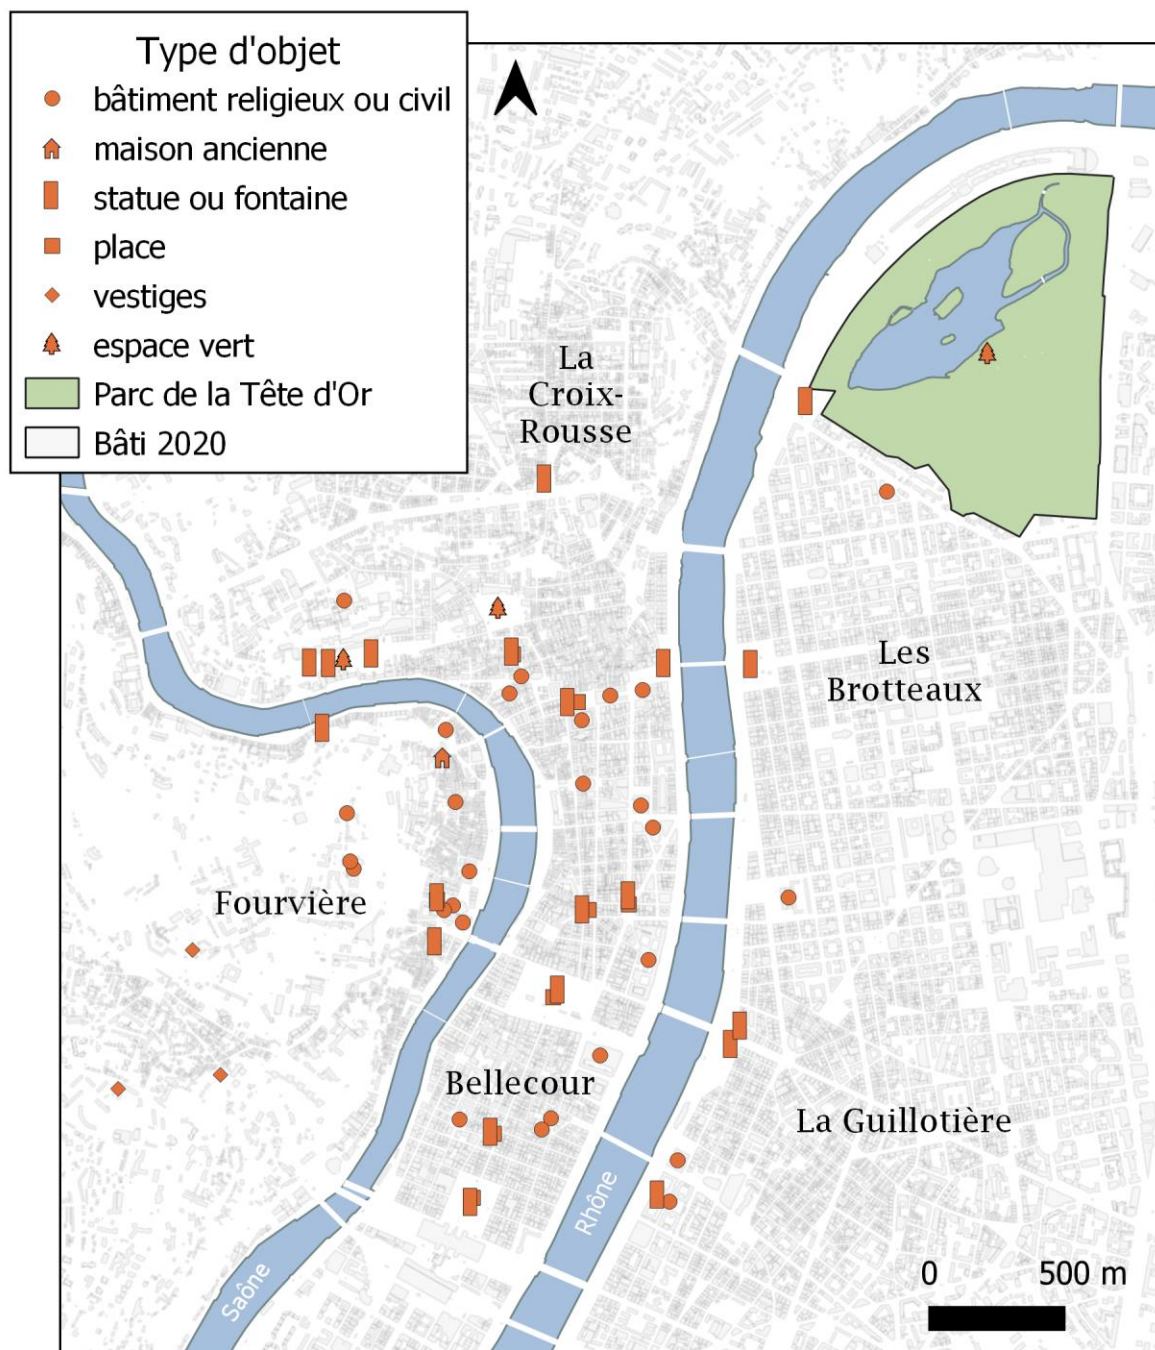 Type d'objet
bâtiment religieux ou civil
maison ancienne
statue ou fontaine
place
vestiges
espace vert
Parc de la Tête d'Or
Bâti 2020
La
Croix-
Rousse
Les
Brotteaux
Fourvière
Bellecour
La Guillotière
Rhône
Saône
0 500 m